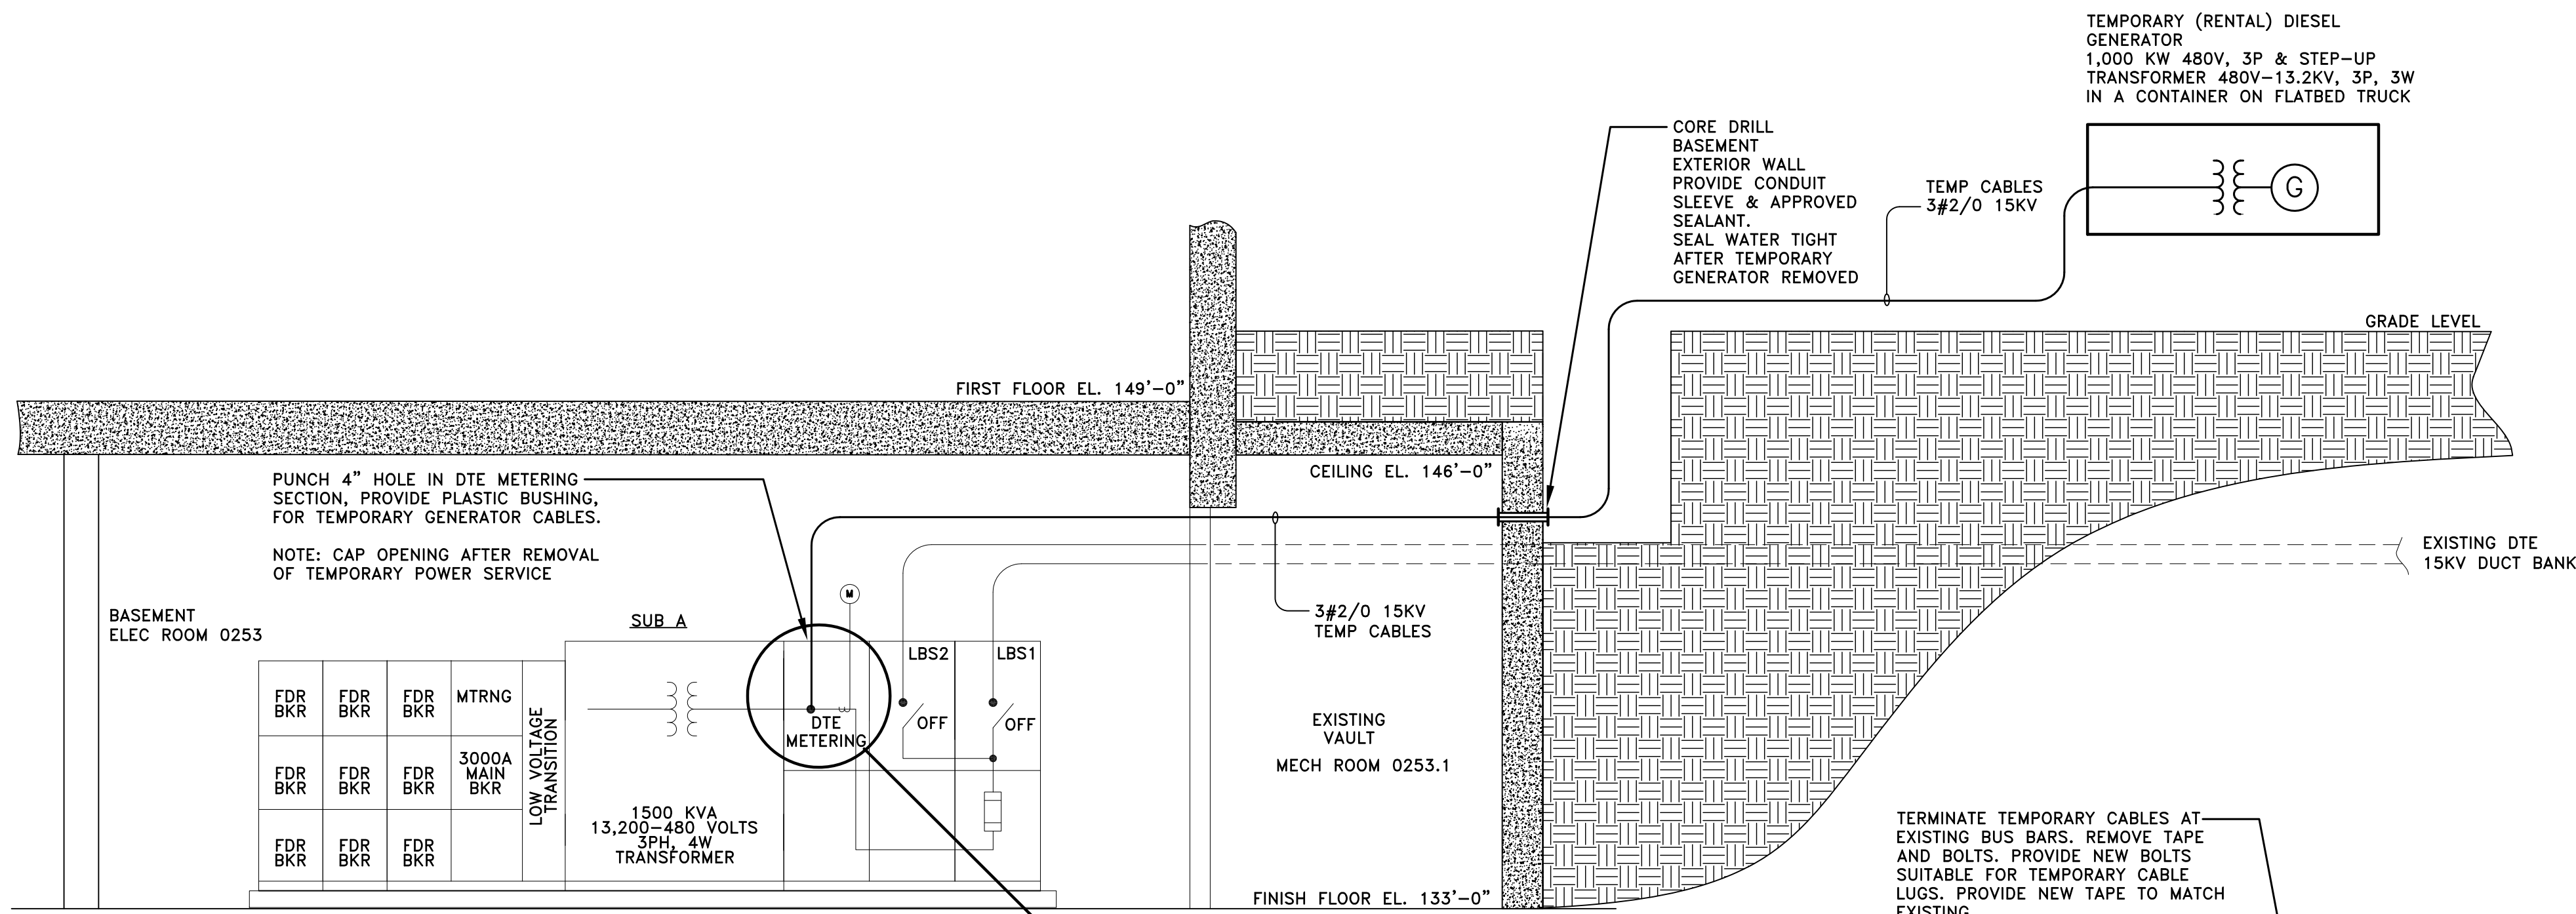 TEMPORARY (RENTAL) DIESEL
GENERATOR
1,000 KW 480V, 3P & STEP-UP
TRANSFORMER 480V-13.2KV, 3P, 3W
IN A CONTAINER ON FLATBED TRUCK
G
CORE DRILL
BASEMENT
EXTERIOR WALL
PROVIDE CONDUIT
SLEEVE & APPROVED
SEALANT.
SEAL WATER TIGHT
AFTER TEMPORARY
GENERATOR REMOVED
TEMP CABLES
3#2/0 15KV
GRADE LEVEL
FIRST FLOOR EL. 149'-0"
CEILING EL. 146'-0"
PUNCH 4" HOLE IN DTE METERING
SECTION, PROVIDE PLASTIC BUSHING,
FOR TEMPORARY GENERATOR CABLES.
NOTE: CAP OPENING AFTER REMOVAL
OF TEMPORARY POWER SERVICE
EXISTING DTE
15KV DUCT BANK
BASEMENT
ELEC ROOM 0253
SUB A
M
3#2/0 15KV
TEMP CABLES
LBS2
LBS1
FDR
BKR
FDR
BKR
FDR
BKR
MTRNG
LOW VOLTAGE
TRANSITION
DTE
METERING
OFF
OFF
EXISTING
VAULT
MECH ROOM 0253.1
FDR
BKR
FDR
BKR
FDR
BKR
3000A
MAIN
BKR
1500 KVA
13,200-480 VOLTS
3PH, 4W
TRANSFORMER
FDR
BKR
FDR
BKR
FDR
BKR
FINISH FLOOR EL. 133'-0"
TERMINATE TEMPORARY CABLES AT
EXISTING BUS BARS. REMOVE TAPE
AND BOLTS. PROVIDE NEW BOLTS
SUITABLE FOR TEMPORARY CABLE
LUGS. PROVIDE NEW TAPE TO MATCH
EXISTING